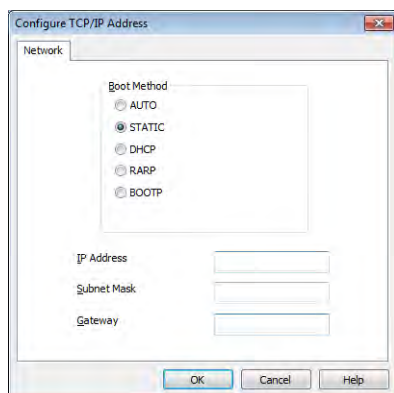 Configure TCP/IP Address
Network
Boot Method
AUTO
STATIC
DHCP
RARP
BOOTP
IP Address
Subnet Mask
Gateway
OK Cancel Help